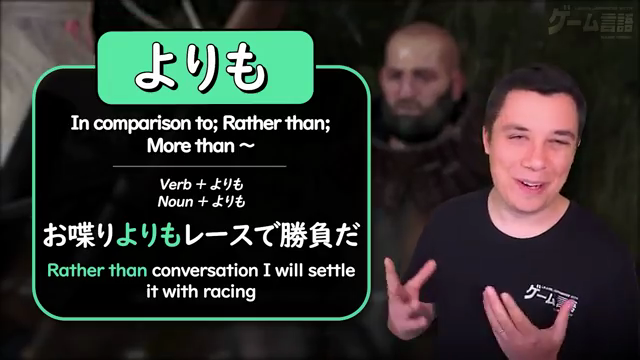 よりも
In comparison to; Rather than;
More than ～
Verb + よりも
Noun + よりも
お喋りよりもレースで勝負だ
Rather than conversation I will settle
it with racing
ゲーム言語
ゲーム言語